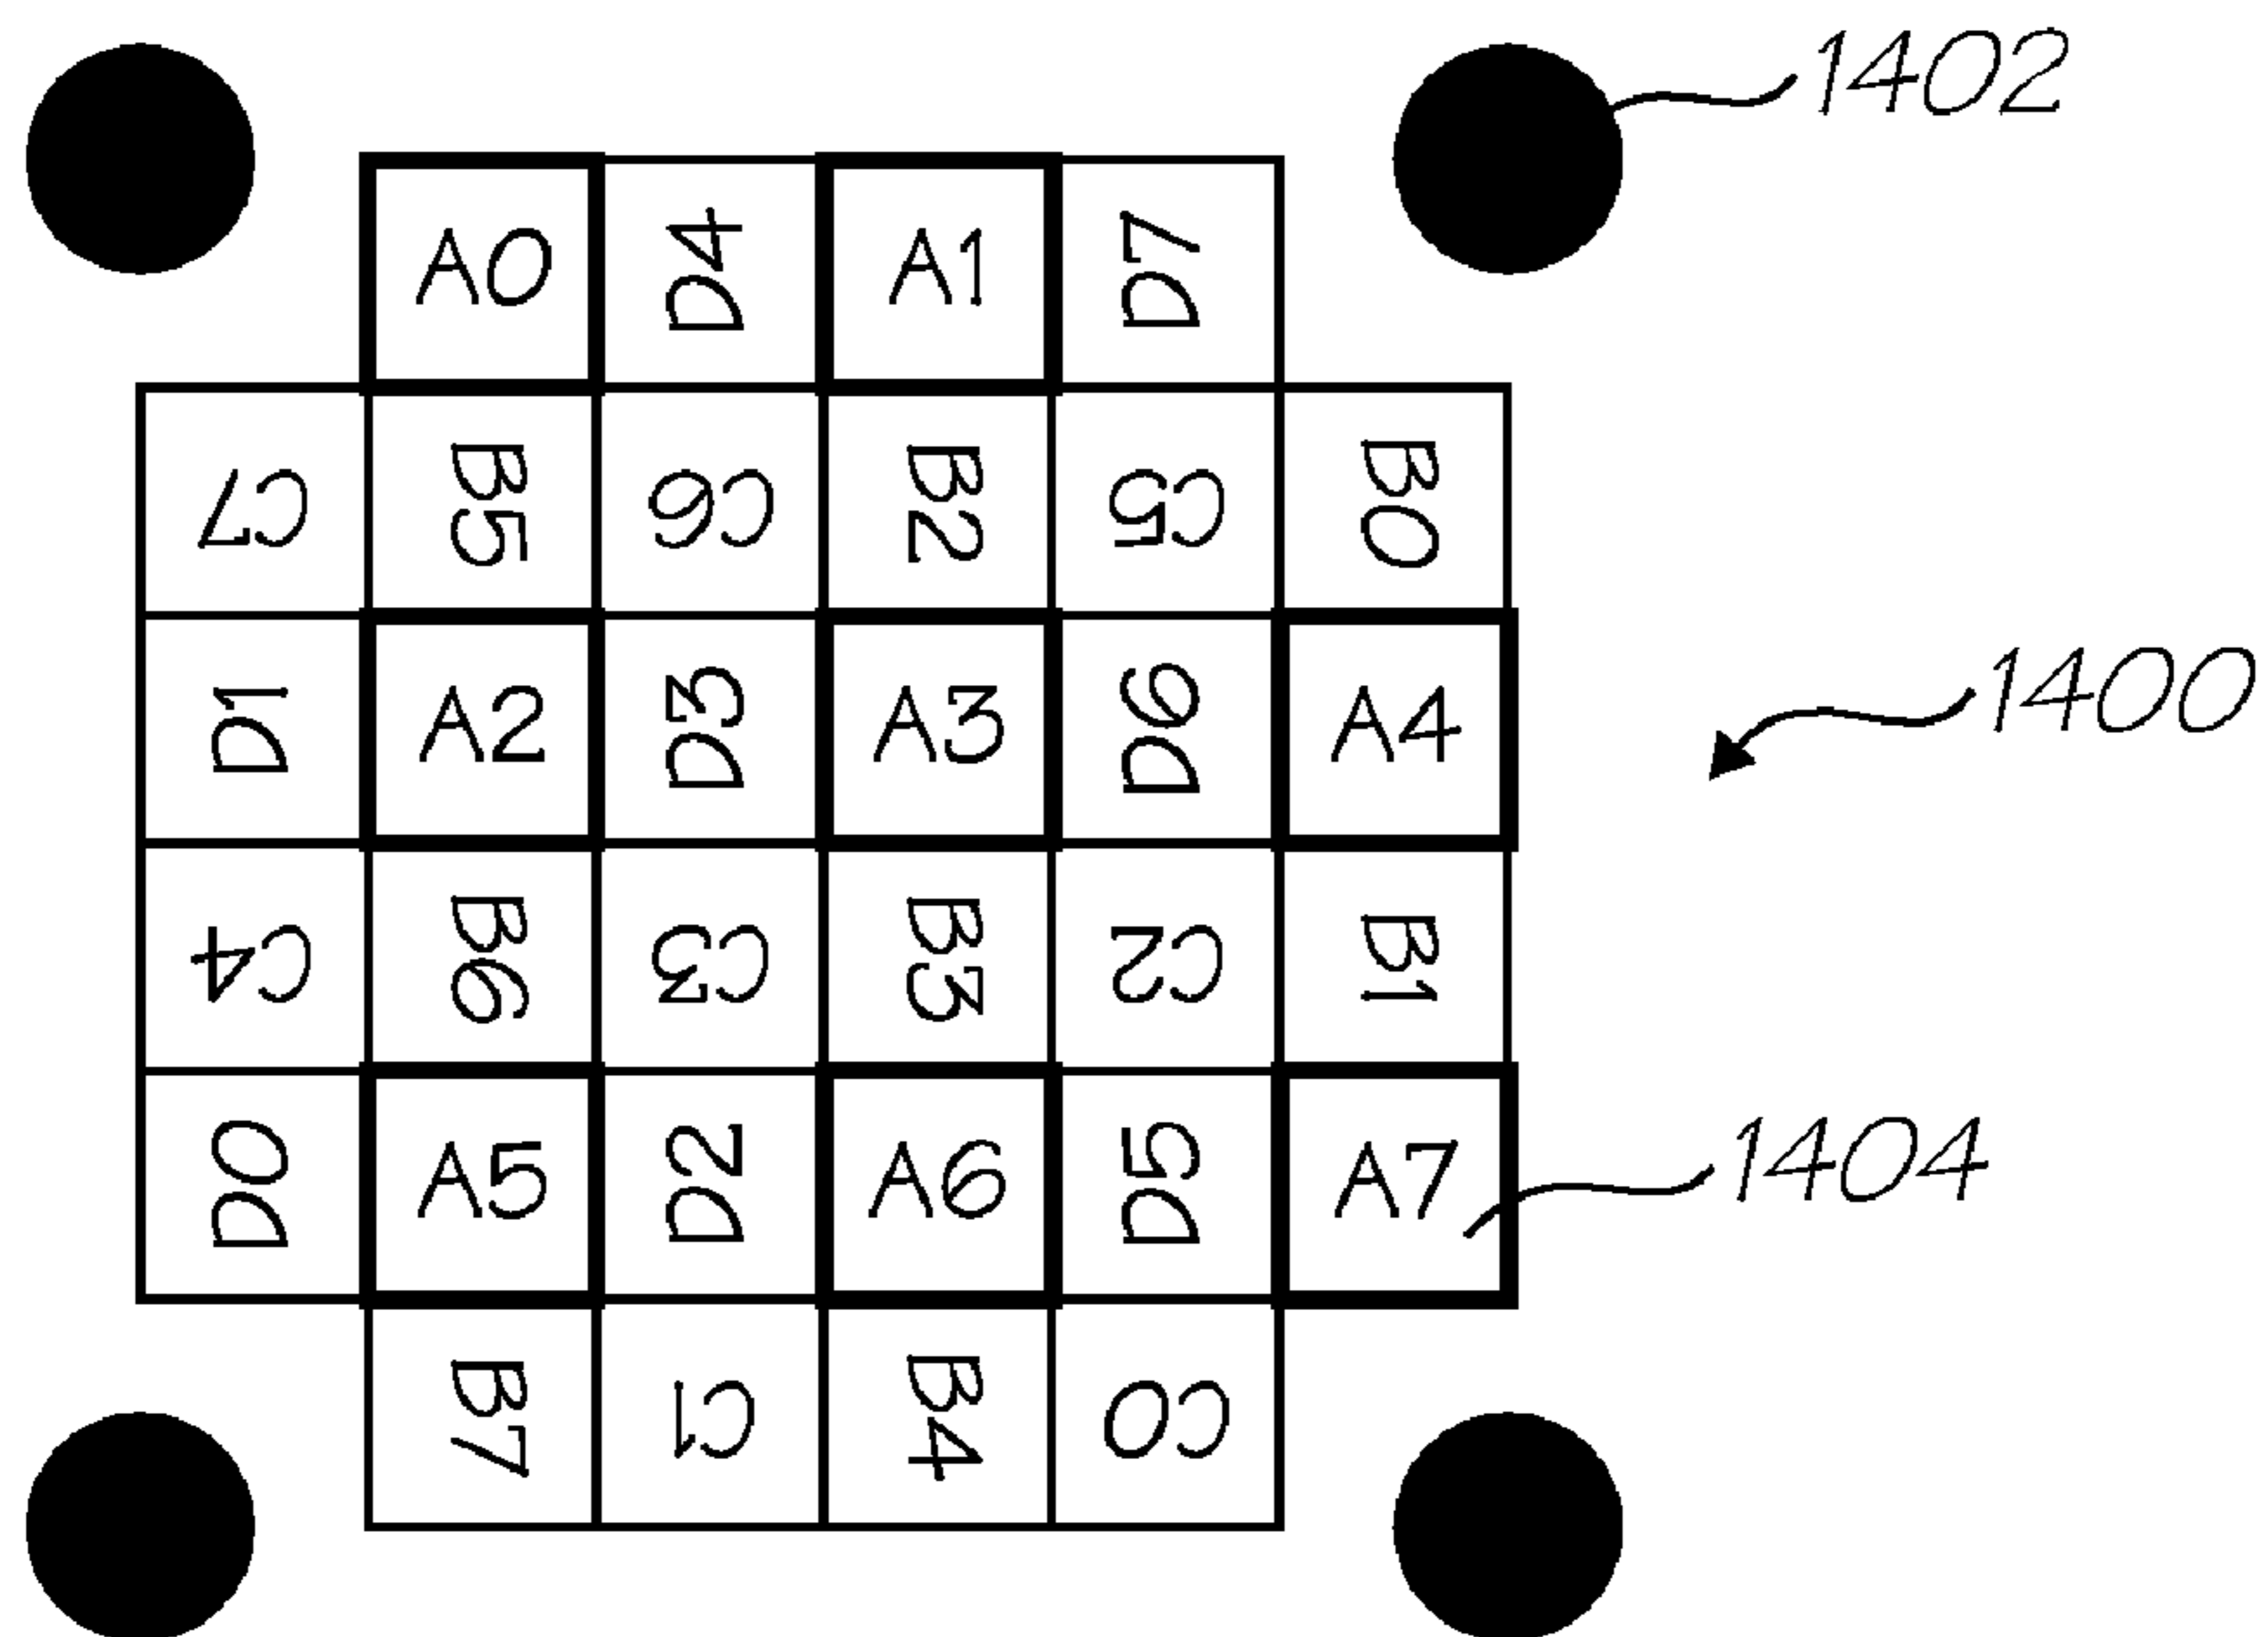 1402
A0 D4 A1 D7
C7 B5 C6 B2 C5 B0
D1 A2 D3 A3 D6 A4
1400
C4 B6 C3 B3 C2 B1
D0 A5 D2 A6 D5 A7
1404
B7 C1 B4 C0